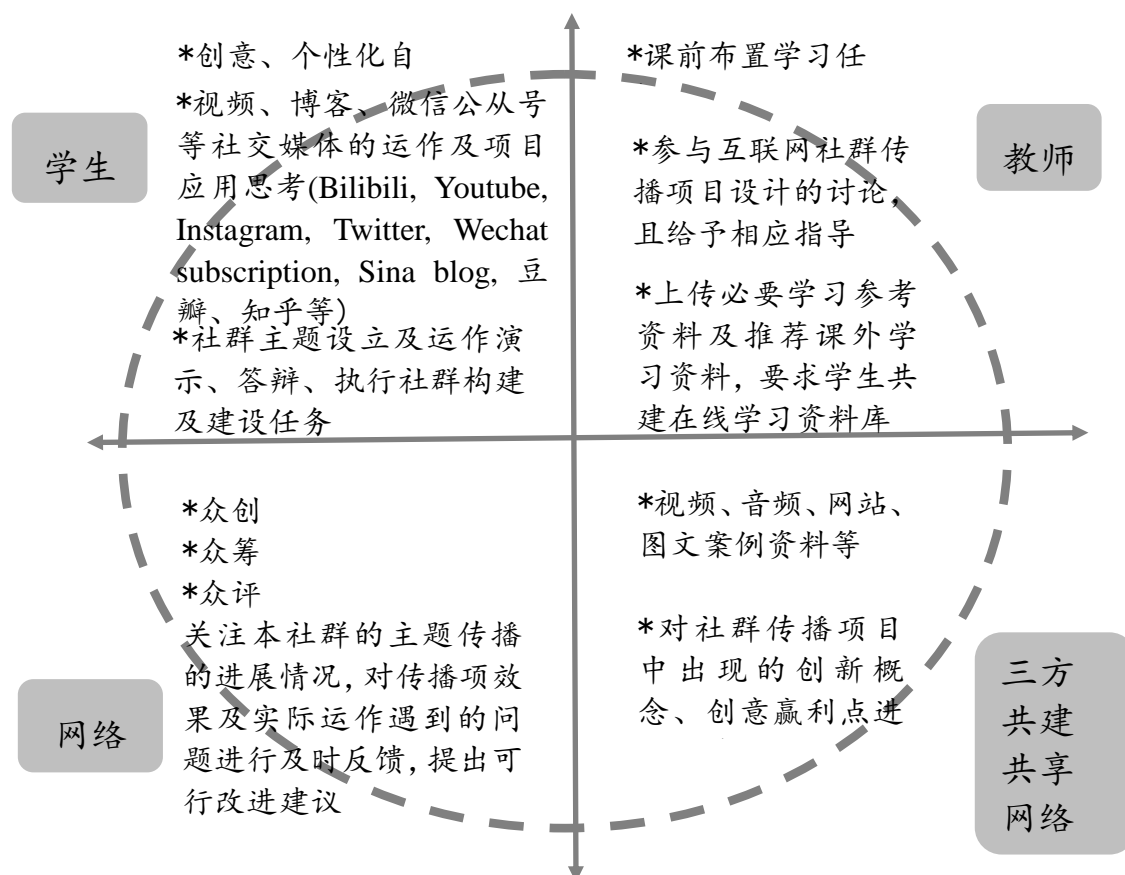 学生
*创意、个性化自
*视频、博客、微信公从号
等社交媒体的运作及项目
应用思考(Bilibili, Youtube,
Instagram, Twitter, Wechat
subscription, Sina blog, 豆
瓣、知乎等)
*社群主题设立及运作演
示、答辩、执行社群构建
及建设任务
*课前布置学习任
*参与互联网社群传
播项目设计的讨论,
且给予相应指导
*上传必要学习参考
资料及推荐课外学
习资料,要求学生共
建在线学习资料库
教师
网络
*众创
*众筹
*众评
关注本社群的主题传播
的进展情况,对传播项效
果及实际运作遇到的问
题进行及时反馈,提出可
行改进建议
*视频、音频、网站、
图文案例资料等
*对社群传播项目
中出现的创新概
念、创意赢利点进
三方
共建
共享
网络